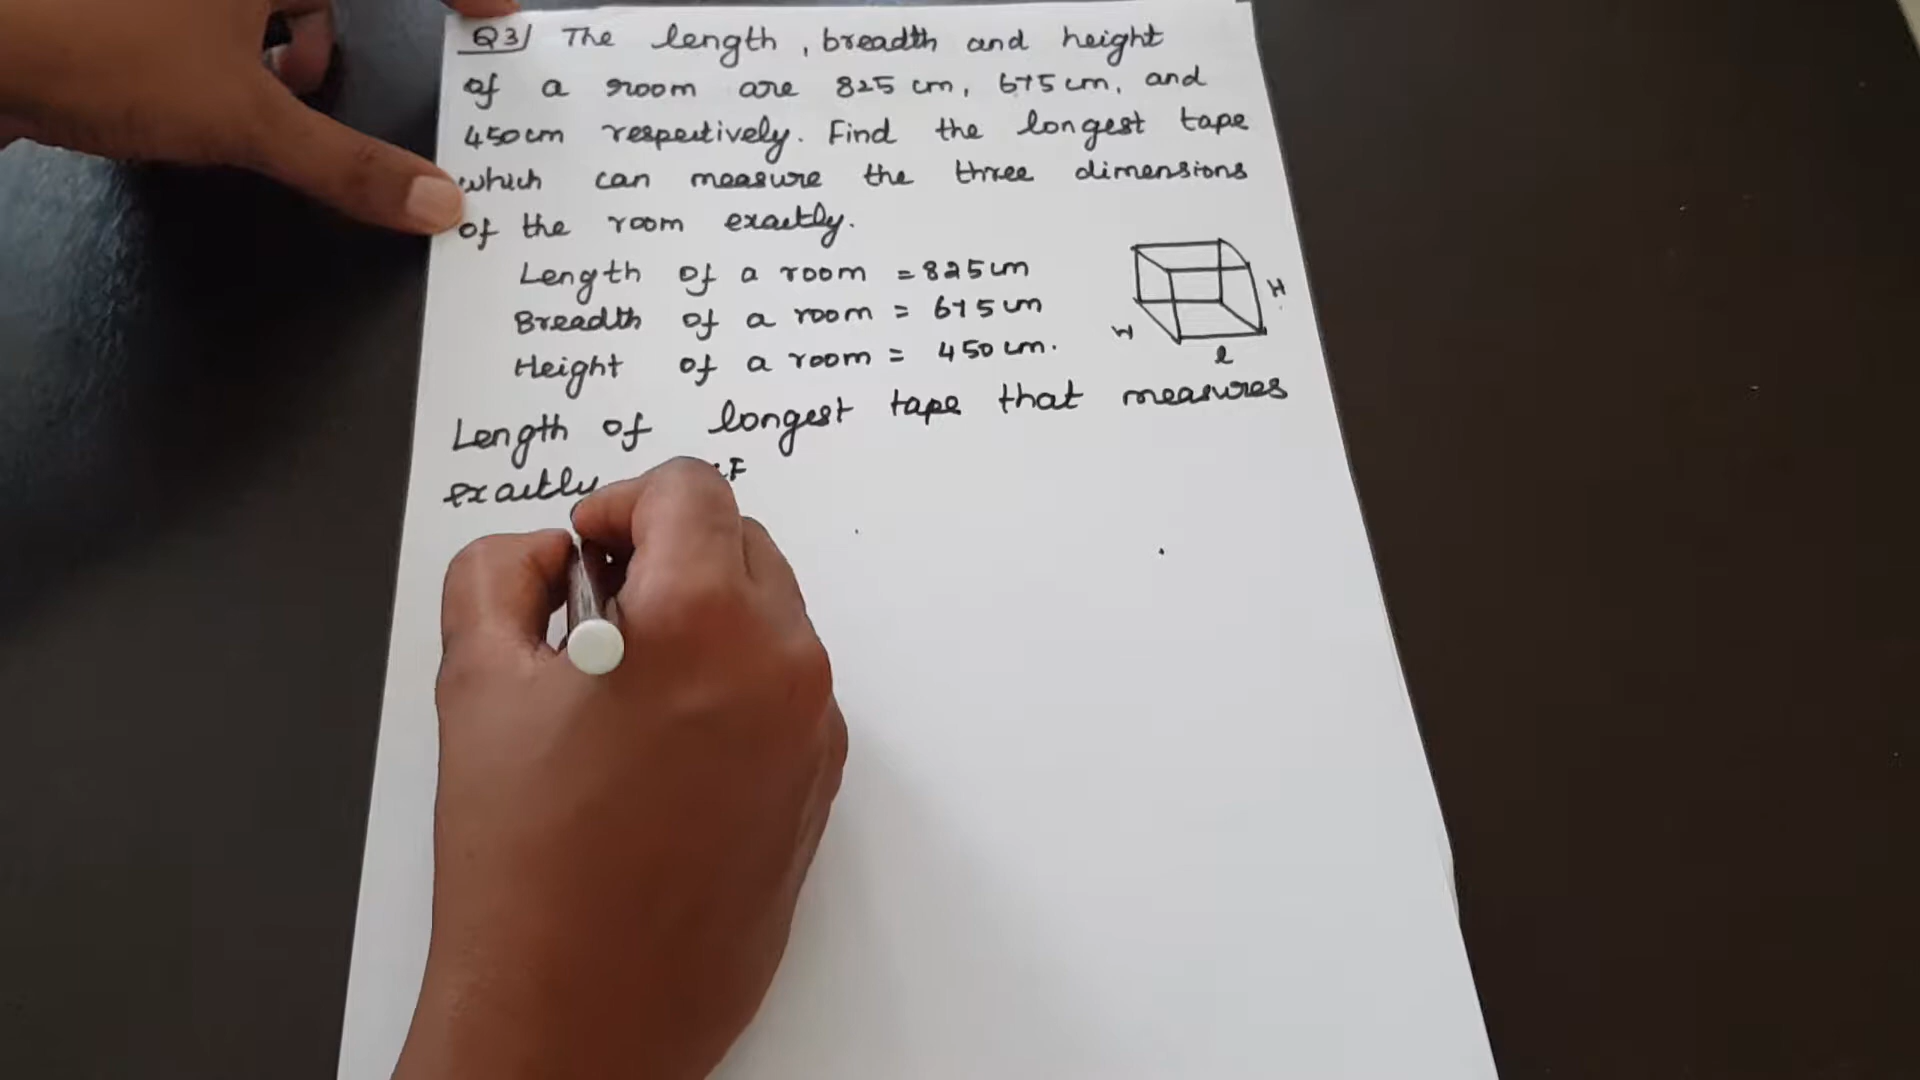 Q3/ The length, breadth and height
of a room are 825 cm, 675 cm, and
450cm respectively. Find the longest tape
which can measure the three dimensions
of the room exactly.
Length of a room = 825 cm
Breadth of a room = 675 cm
Height of a room = 450 cm.
H
W
l
Length of longest tape that measures
exactly F